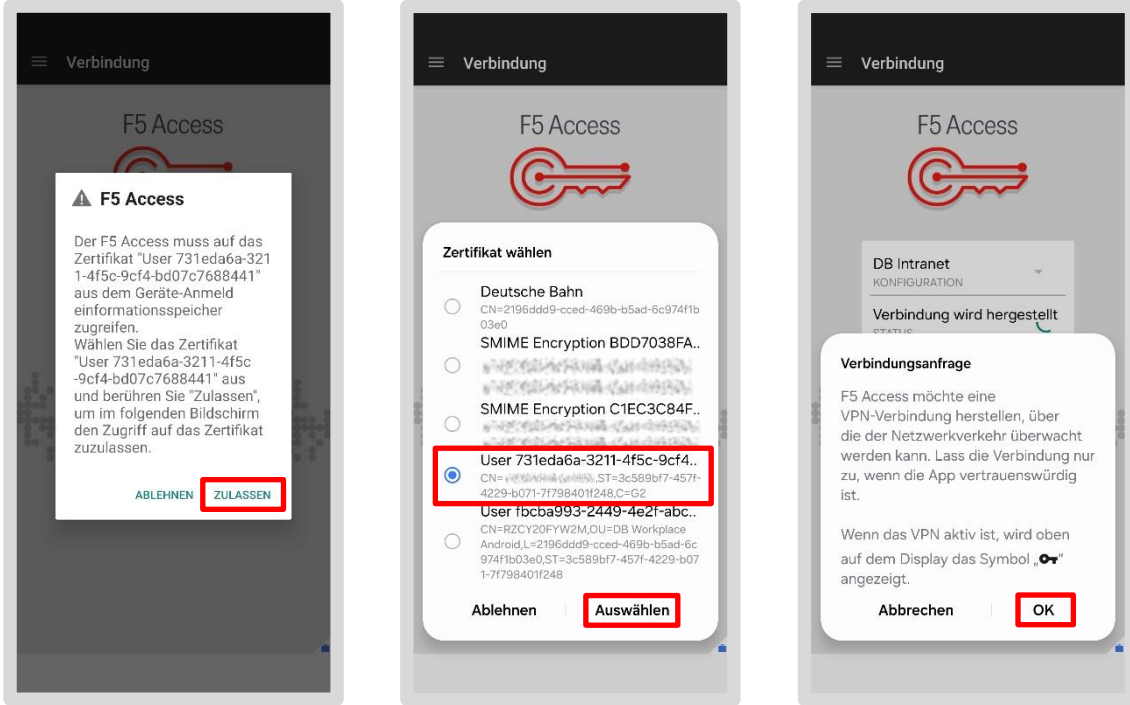 Verbindung
F5 Access
F5 Access
Der F5 Access muss auf das
Zertifikat "User 731eda6a-321
1-4f5c-9cf4-bd07c7688441"
aus dem Geräte-Anmeld
einformationsspeicher
zugreifen.
Wählen Sie das Zertifikat
"User 731eda6a-3211-4f5c
-9cf4-bd07c7688441" aus
und berühren Sie "Zulassen",
um im folgenden Bildschirm
den Zugriff auf das Zertifikat
zuzulassen.
ABLEHNEN ZULASSEN
Verbindung
F5 Access
Zertifikat wählen
Deutsche Bahn
CN=2196ddd9-cced-469b-b5ad-6c974f1b
03e0
SMIME Encryption BDD7038FA..
SMIME Encryption C1EC3C84F..
User 731eda6a-3211-4f5c-9cf4..
CN= ,ST=3c589bf7-457f-
4229-b071-7f798401f248,C=G2
User fbcba993-2449-4e2f-abc..
CN=RZCY20FYW2M,OU=DB Workplace
Android,L=2196ddd9-cced-469b-b5ad-6c
974f1b03e0,ST=3c589bf7-457f-4229-b07
1-7f798401f248
Ablehnen Auswählen
Verbindung
F5 Access
DB Intranet
KONFIGURATION
Verbindung wird hergestellt
STATUS
Verbindungsanfrage
F5 Access möchte eine
VPN-Verbindung herstellen, über
die der Netzwerkverkehr überwacht
werden kann. Lass die Verbindung nur
zu, wenn die App vertrauenswürdig
ist.
Wenn das VPN aktiv ist, wird oben
auf dem Display das Symbol „ “
angezeigt.
Abbrechen OK